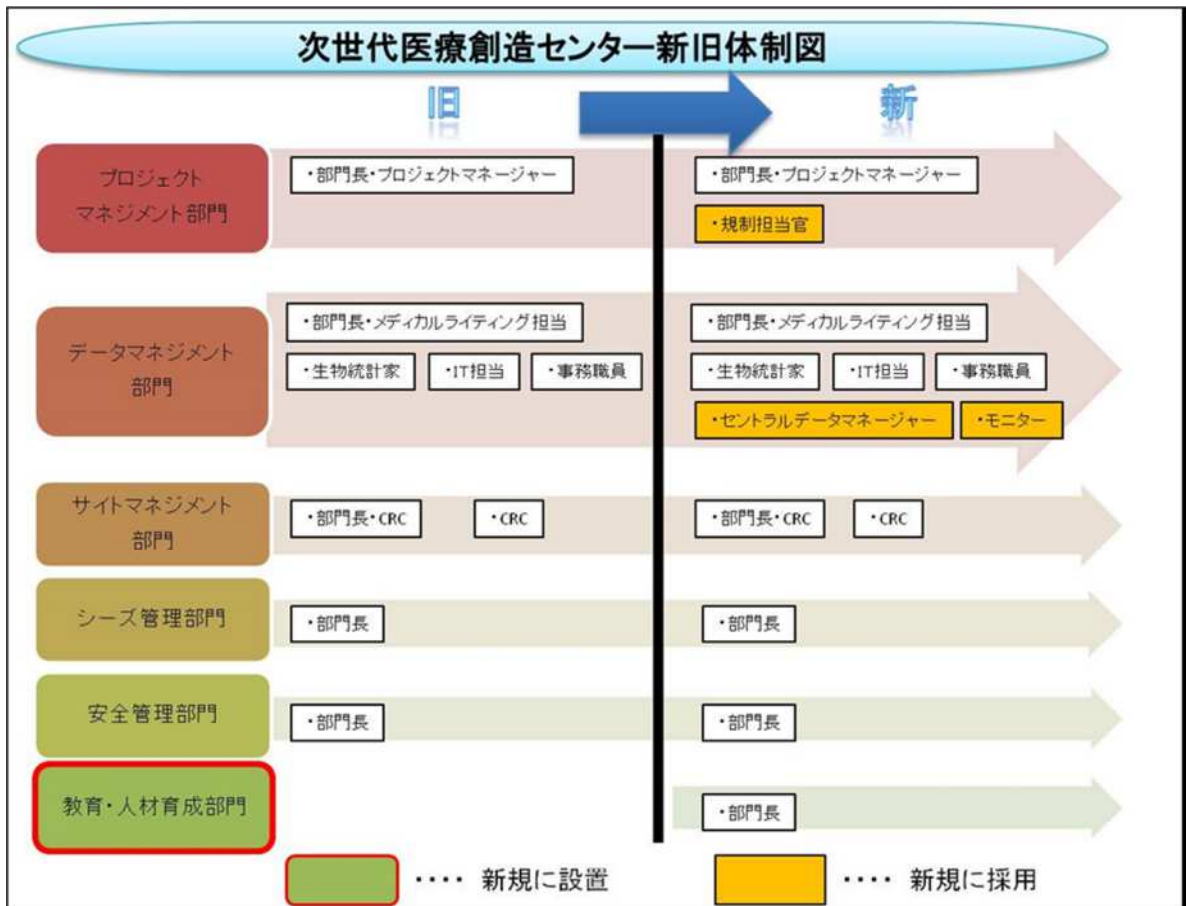 次世代医療創造センター新旧体制図
旧
新
プロジェクト
マネジメント部門
・部門長・プロジェクトマネージャー
・部門長・プロジェクトマネージャー
・規制担当官
データマネジメント
部門
・部門長・メディカルライティング担当
・生物統計家
・IT担当
・事務職員
・部門長・メディカルライティング担当
・生物統計家
・IT担当
・事務職員
・セントラルデータマネージャー
・モニター
サイトマネジメント
部門
・部門長・CRC
・CRC
・部門長・CRC
・CRC
シーズ管理部門
・部門長
・部門長
安全管理部門
・部門長
・部門長
教育・人材育成部門
・部門長
‥‥ 新規に設置
‥‥ 新規に採用